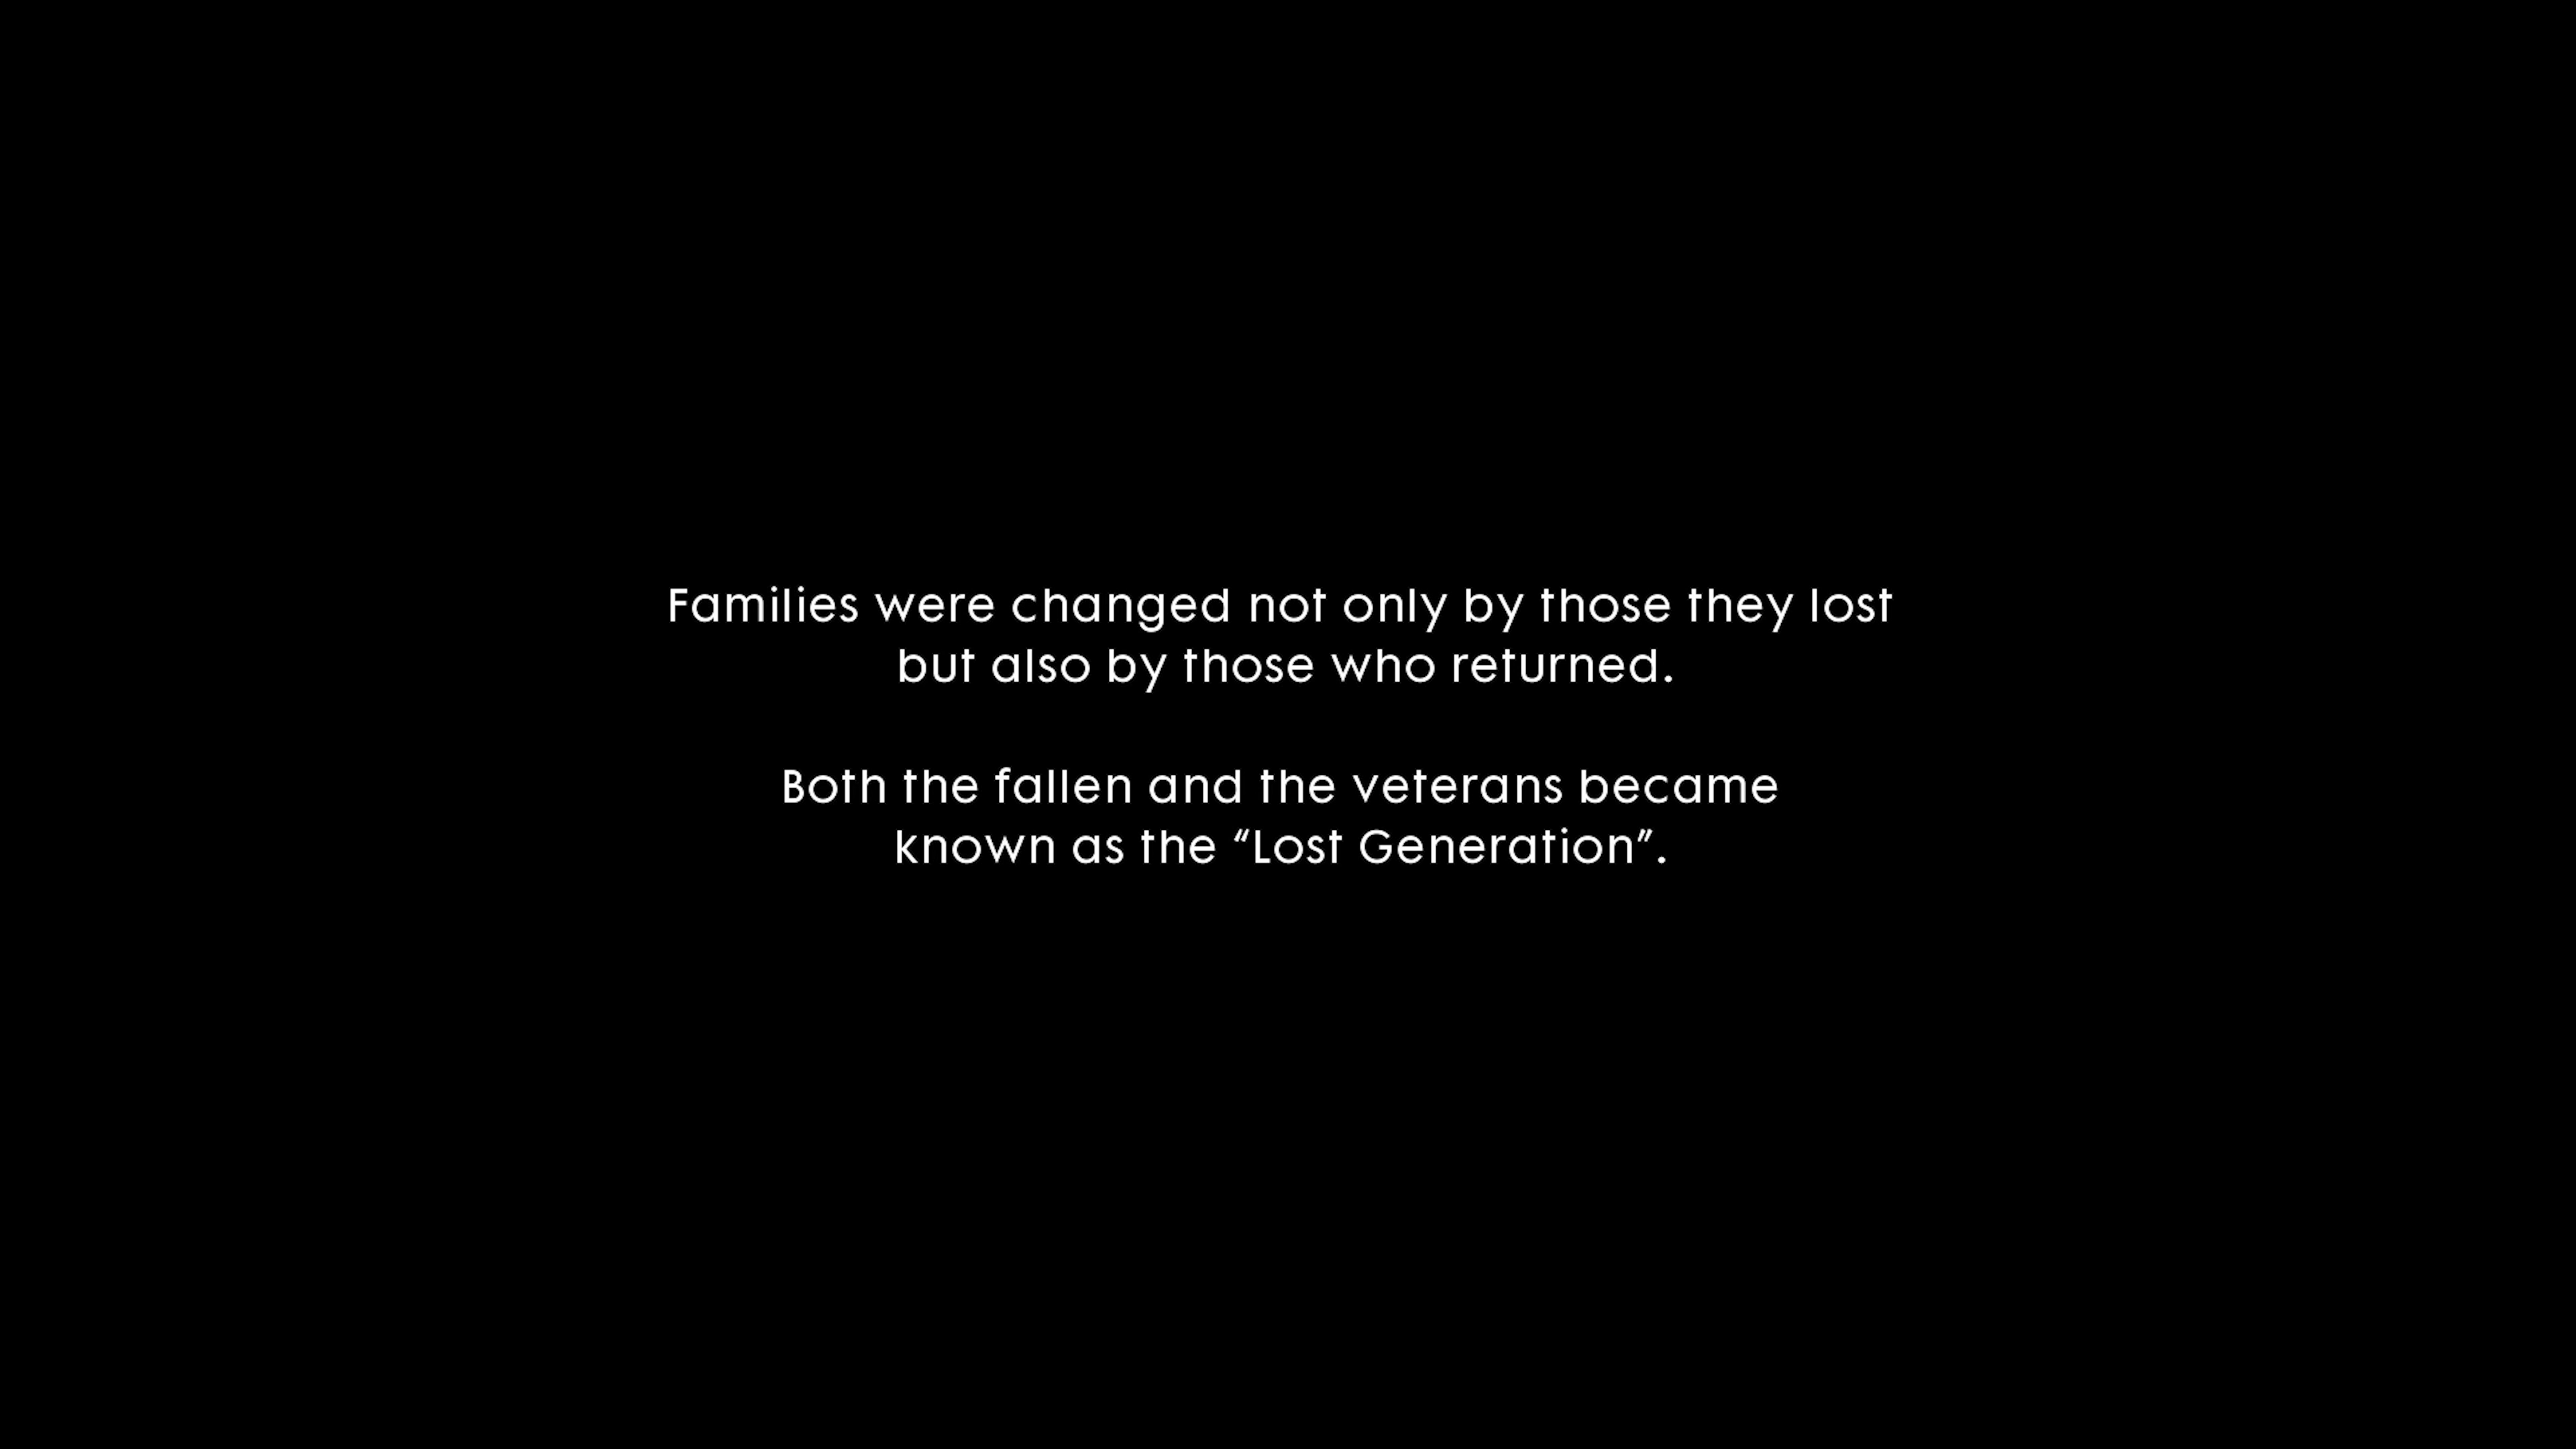 Families were changed not only by those they lost
but also by those who returned.
Both the fallen and the veterans became
known as the “Lost Generation”.